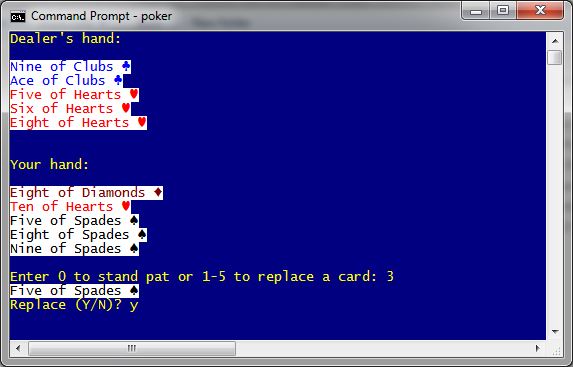 Command Prompt - poker
Dealer's hand:
Nine of Clubs ♣
Ace of Clubs ♣
Five of Hearts ♥
Six of Hearts ♥
Eight of Hearts ♥
Your hand:
Eight of Diamonds ♦
Ten of Hearts ♥
Five of Spades ♠
Eight of Spades ♠
Nine of Spades ♠
Enter 0 to stand pat or 1-5 to replace a card: 3
Five of Spades ♠
Replace (Y/N)? y